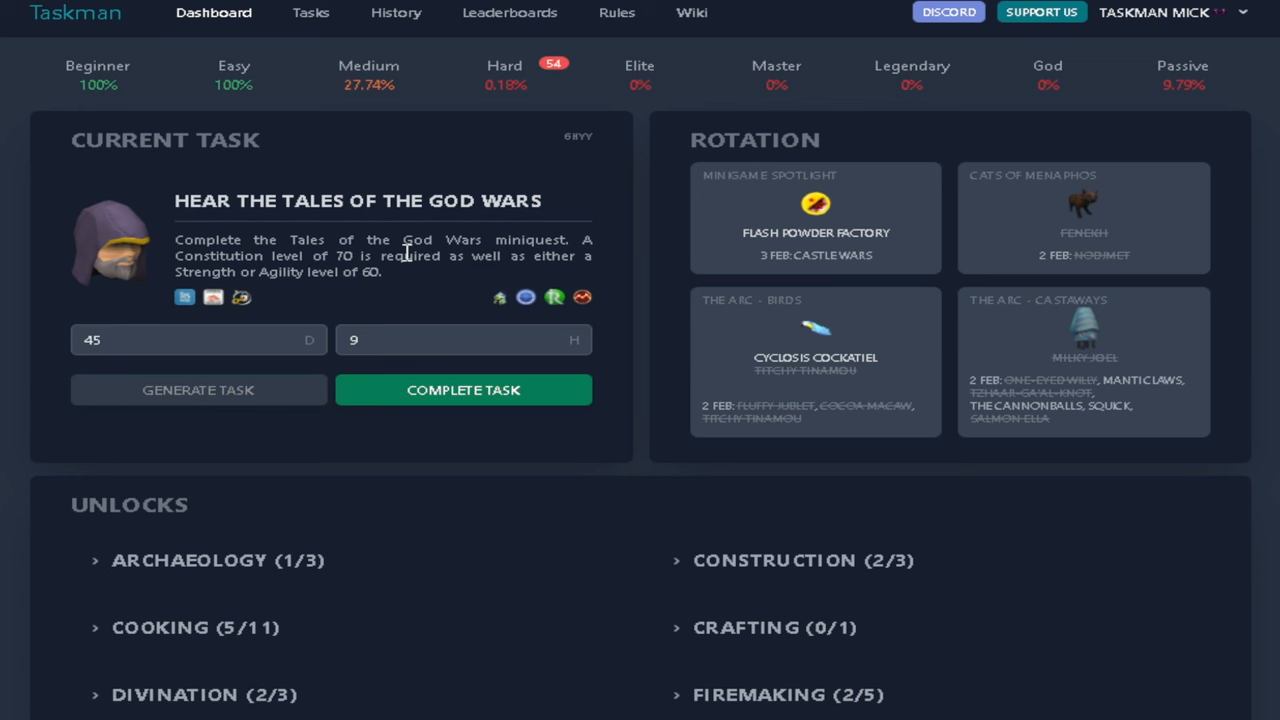 Taskman Dashboard Tasks History Leaderboards Rules Wiki DISCORD SUPPORT US TASKMAN MICK
Beginner Easy Medium Hard 54 Elite Master Legendary God Passive
100% 100% 27.74% 0.18% 0% 0% 0% 0% 9.79%
CURRENT TASK
HEAR THE TALES OF THE GOD WARS
Complete the Tales of the God Wars miniquest. A
Constitution level of 70 is required as well as either a
Strength or Agility level of 60.
45 D 9 H
GENERATE TASK COMPLETE TASK
ROTATION
MINIGAME SPOTLIGHT
FLASH POWDER FACTORY
3 FEB: CASTLE WARS
CATS OF MENAPHOS
FENEKH
2 FEB: NODJMET
THE ARC - BIRDS
CYCLOSIS COCKATIEL
TITCHY TINAMOU
2 FEB: FLUFFY JUBLET, COCOA MACAW,
TITCHY TINAMOU
THE ARC - CASTAWAYS
MILKY JOEL
2 FEB: ONE-EYED WILLY, MANTICLAWS,
TZHAAR-GA'AL-KNOT,
THE CANNONBALLS, SQUICK,
SALMON ELLA
UNLOCKS
> ARCHAEOLOGY (1/3) > CONSTRUCTION (2/3)
> COOKING (5/11) > CRAFTING (0/1)
> DIVINATION (2/3) > FIREMAKING (2/5)